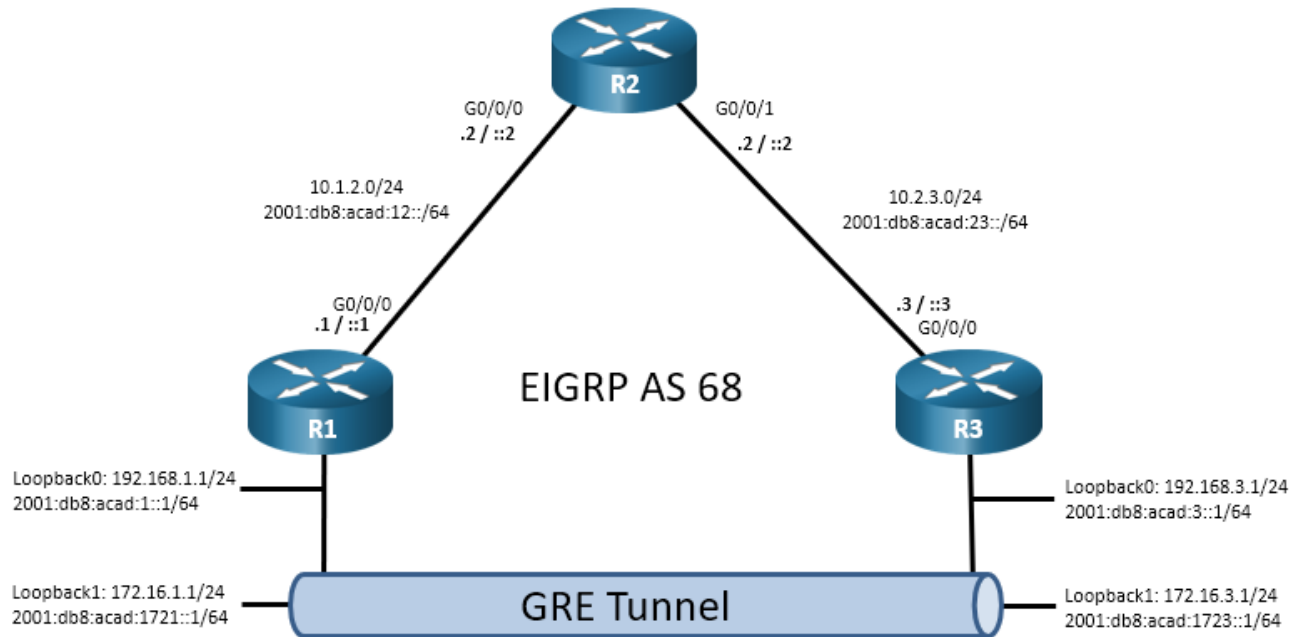 R2
G0/0/0
.2 / ::2
G0/0/1
.2 / ::2
10.1.2.0/24
2001:db8:acad:12::/64
10.2.3.0/24
2001:db8:acad:23::/64
G0/0/0
.1 / ::1
.3 / ::3
G0/0/0
EIGRP AS 68
R1
R3
Loopback0: 192.168.1.1/24
2001:db8:acad:1::1/64
Loopback0: 192.168.3.1/24
2001:db8:acad:3::1/64
Loopback1: 172.16.1.1/24
2001:db8:acad:1721::1/64
GRE Tunnel
Loopback1: 172.16.3.1/24
2001:db8:acad:1723::1/64